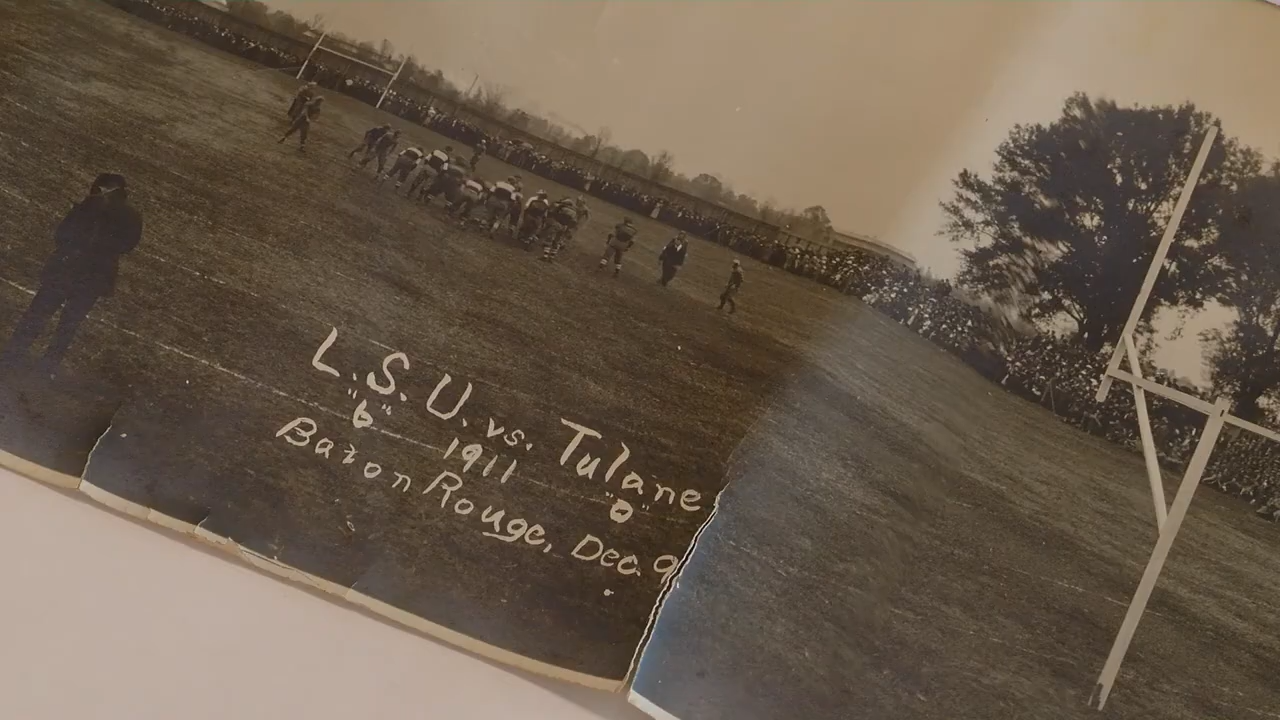 L.S.U. vs. Tulane
"6" 1911 "0"
Baton Rouge, Dec. 9.